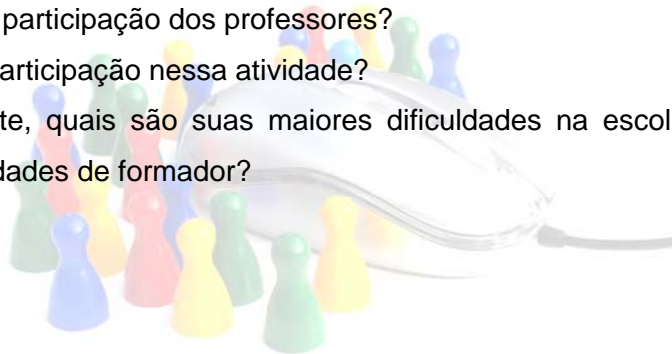 participação dos professores?
articipação nessa atividade?
te, quais são suas maiores dificuldades na escol
dades de formador?